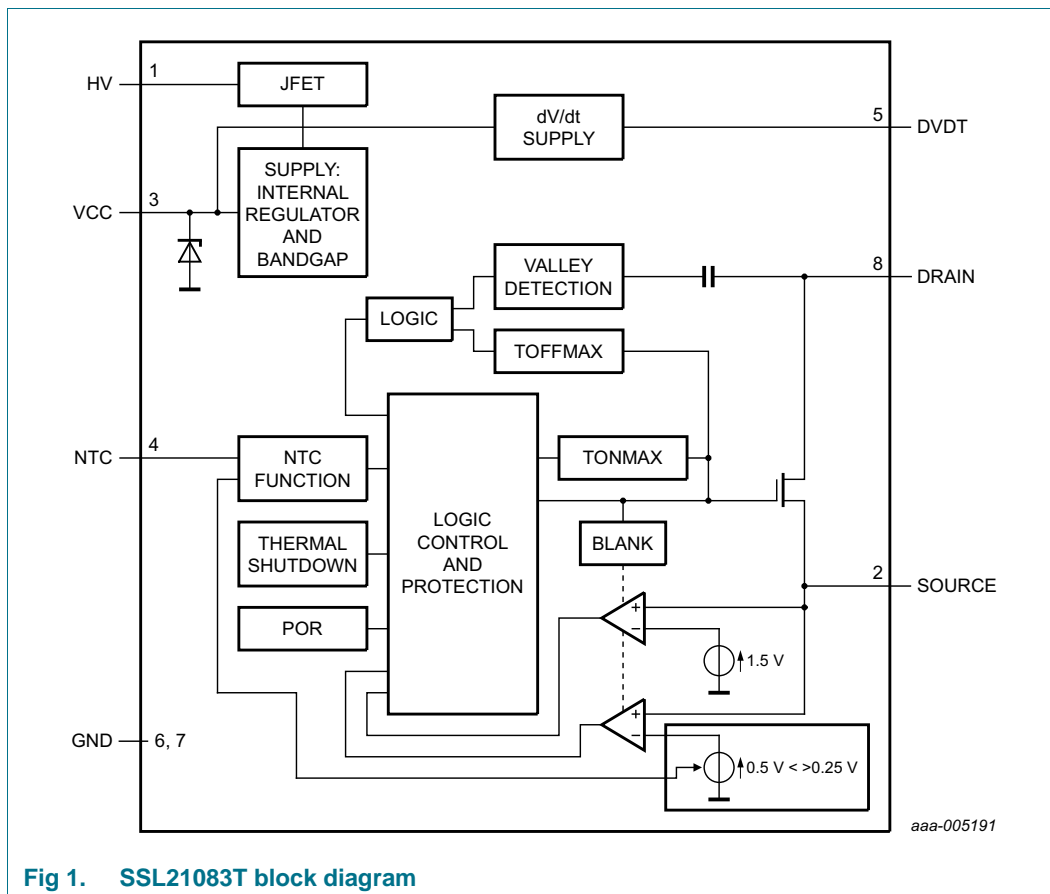 HV
1
JFET
dV/dt
SUPPLY
5
DVDT
SUPPLY:
INTERNAL
REGULATOR
AND
BANDGAP
VCC
3
VALLEY
DETECTION
8
DRAIN
LOGIC
TOFFMAX
NTC
4
NTC
FUNCTION
TONMAX
LOGIC
CONTROL
AND
PROTECTION
BLANK
THERMAL
SHUTDOWN
2
SOURCE
POR
+
−
1.5 V
+
−
0.5 V < >0.25 V
GND
6, 7
aaa-005191
Fig 1. SSL21083T block diagram